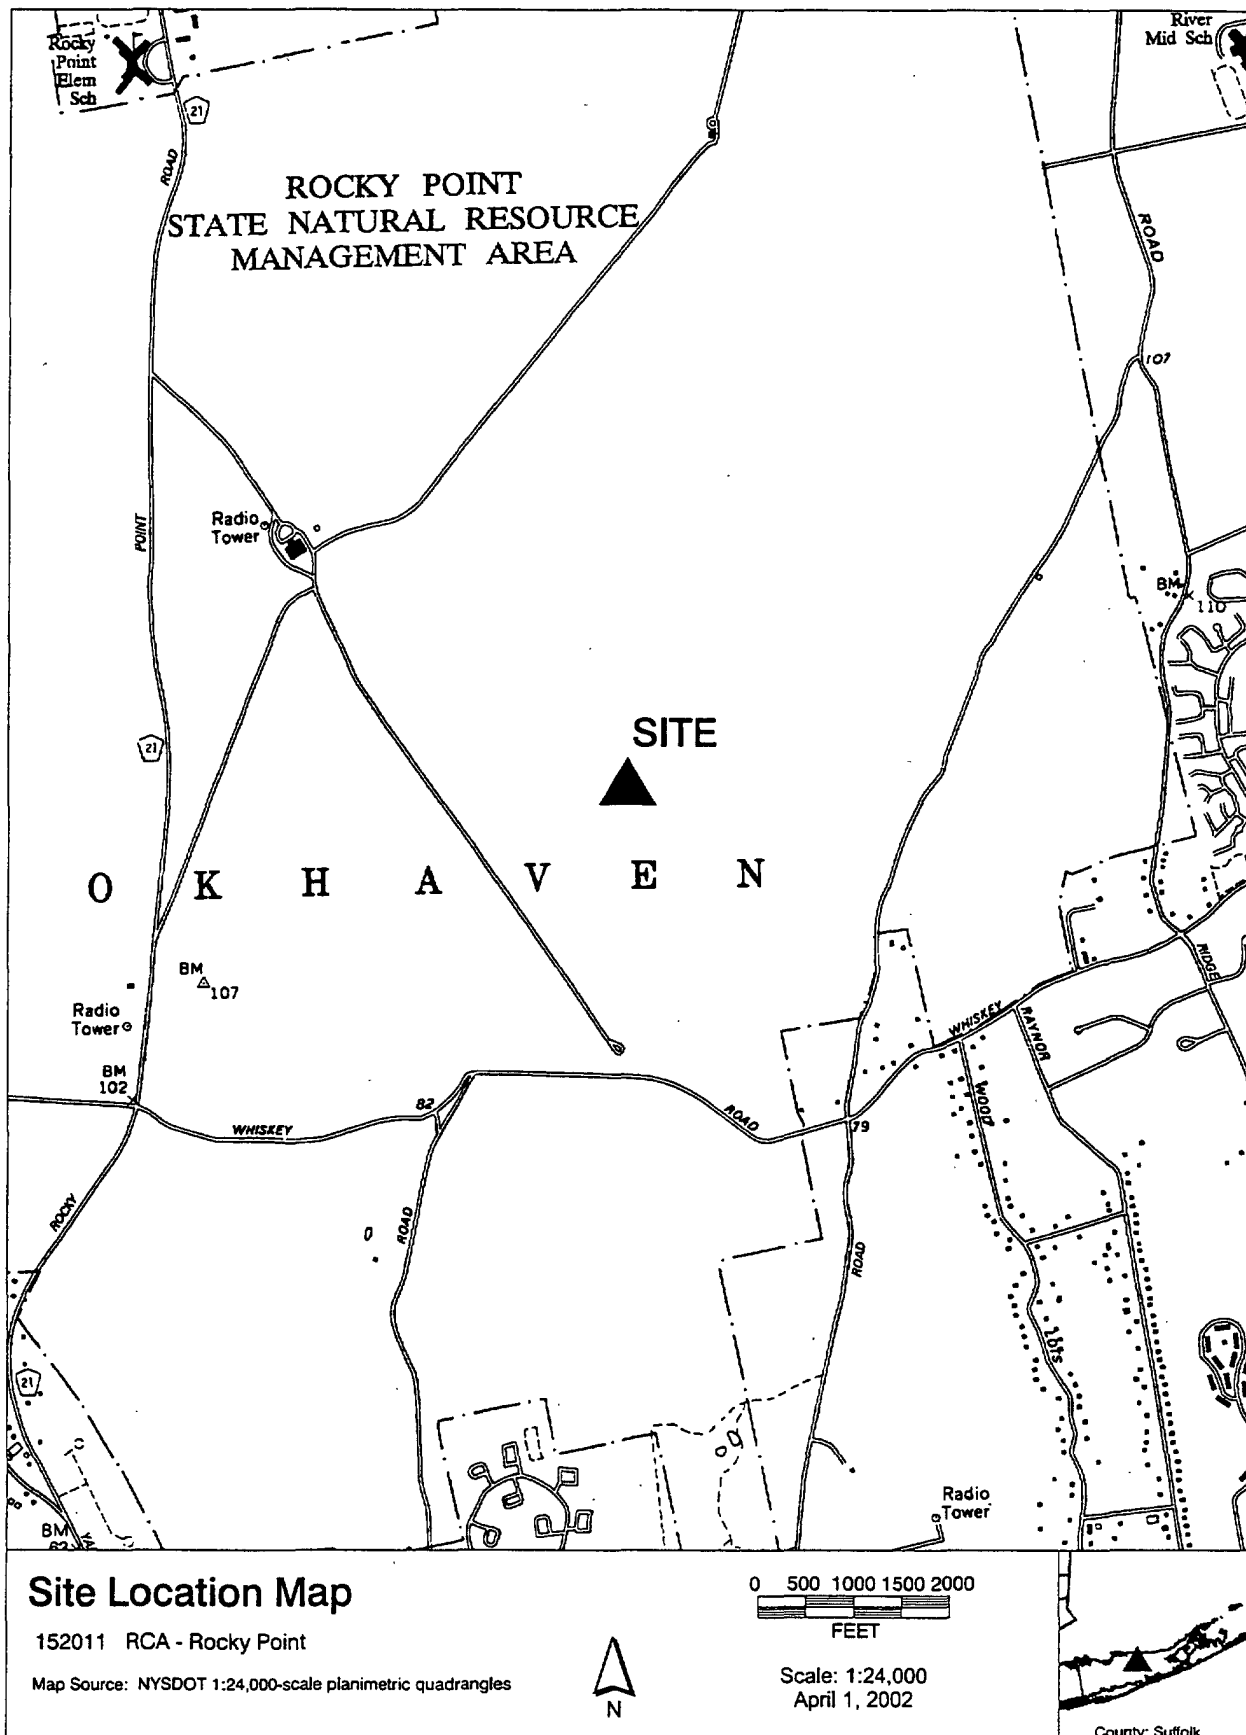 Rocky
Point
Elem
Sch
River
Mid Sch
21
ROAD
ROCKY POINT
STATE NATURAL RESOURCE
MANAGEMENT AREA
ROAD
107
POINT
Radio
Tower
BM
110
SITE
21
O K H A V E N
BM
107
RIDGE
Radio
Tower
WHISKEY
RAYNOR
BM
102
82
WOOD
ROAD
79
WHISKEY
ROCKY
ROAD
ROAD
LOTS
21
Radio
Tower
BM
62
YA
Site Location Map
0 500 1000 1500 2000
FEET
152011 RCA - Rocky Point
Map Source: NYSDOT 1:24,000-scale planimetric quadrangles
N
Scale: 1:24,000
April 1, 2002
County: Suffolk